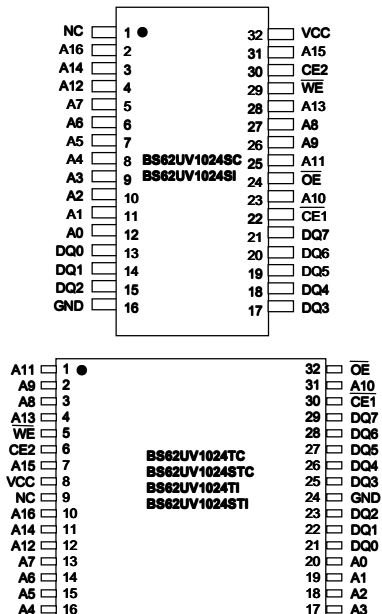 NC 1 32 VCC
A16 2 31 A15
A14 3 30 CE2
A12 4 29 WE
A7 5 28 A13
A6 6 27 A8
A5 7 26 A9
A4 8 BS62UV1024SC 25 A11
A3 9 BS62UV1024SI 24 OE
A2 10 23 A10
A1 11 22 CE1
A0 12 21 DQ7
DQ0 13 20 DQ6
DQ1 14 19 DQ5
DQ2 15 18 DQ4
GND 16 17 DQ3
A11 1 32 OE
A9 2 31 A10
A8 3 30 CE1
A13 4 29 DQ7
WE 5 28 DQ6
CE2 6 27 DQ5
A15 7 BS62UV1024TC 26 DQ4
VCC 8 BS62UV1024STC 25 DQ3
NC 9 BS62UV1024TI 24 GND
A16 10 BS62UV1024STI 23 DQ2
A14 11 22 DQ1
A12 12 21 DQ0
A7 13 20 A0
A6 14 19 A1
A5 15 18 A2
A4 16 17 A3